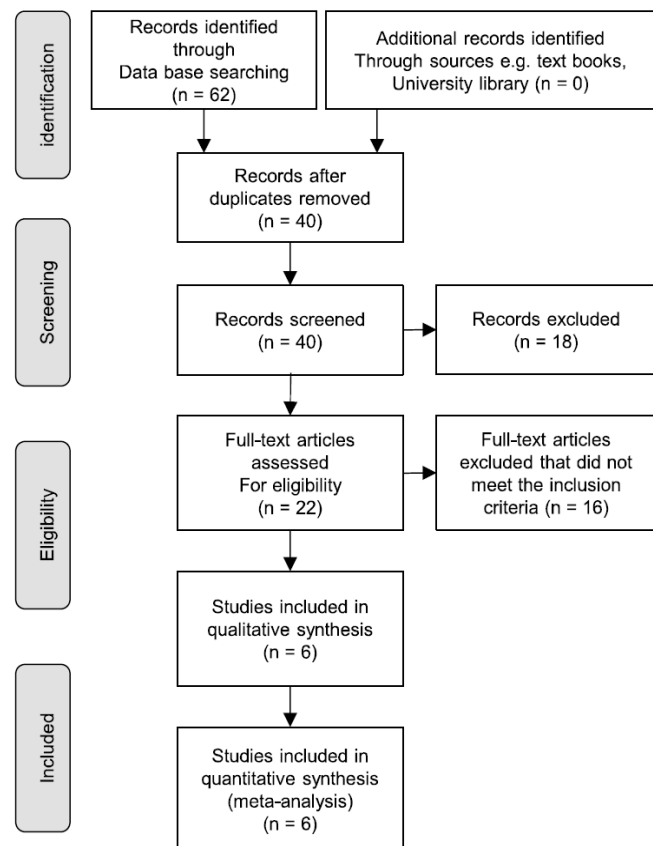 identification
Records identified
through
Data base searching
(n = 62)
Additional records identified
Through sources e.g. text books,
University library (n = 0)
Records after
duplicates removed
(n = 40)
Screening
Records screened
(n = 40)
Records excluded
(n = 18)
Eligibility
Full-text articles
assessed
For eligibility
(n = 22)
Full-text articles
excluded that did not
meet the inclusion
criteria (n = 16)
Studies included in
qualitative synthesis
(n = 6)
Included
Studies included in
quantitative synthesis
(meta-analysis)
(n = 6)